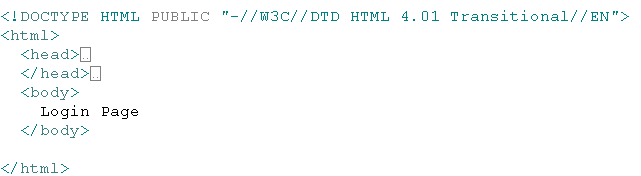 <!DOCTYPE HTML PUBLIC "-//W3C//DTD HTML 4.01 Transitional//EN">
<html>
<head>..
</head>..
<body>
Login Page
</body>
</html>